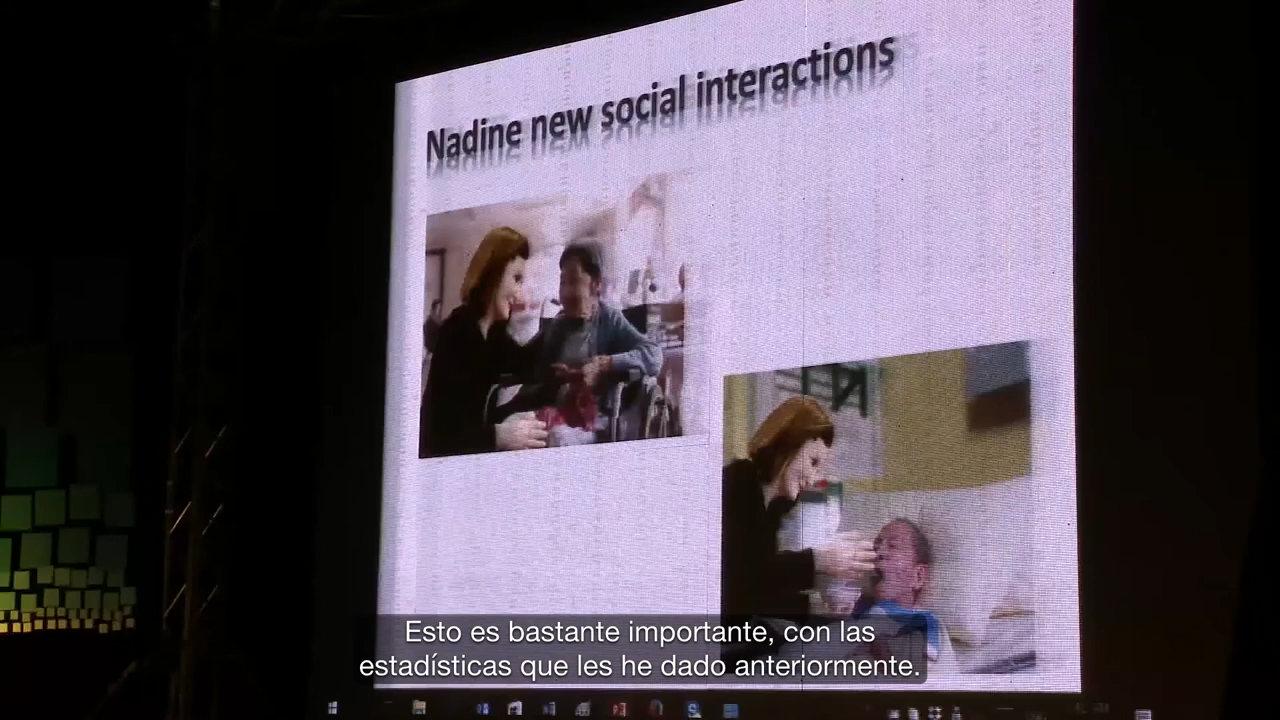 Nadine new social interactions
Esto es bastante importante, con las
estadísticas que les he dado anteriormente.